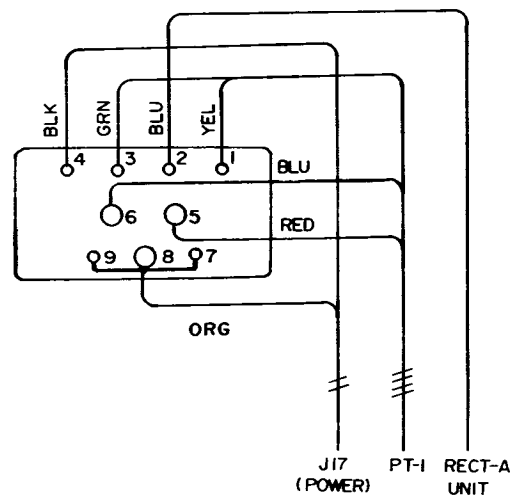 BLK
GRN
BLU
YEL
4
3
2
1
BLU
6
5
RED
9
8
7
ORG
J17
(POWER)
PT-1
RECT-A
UNIT